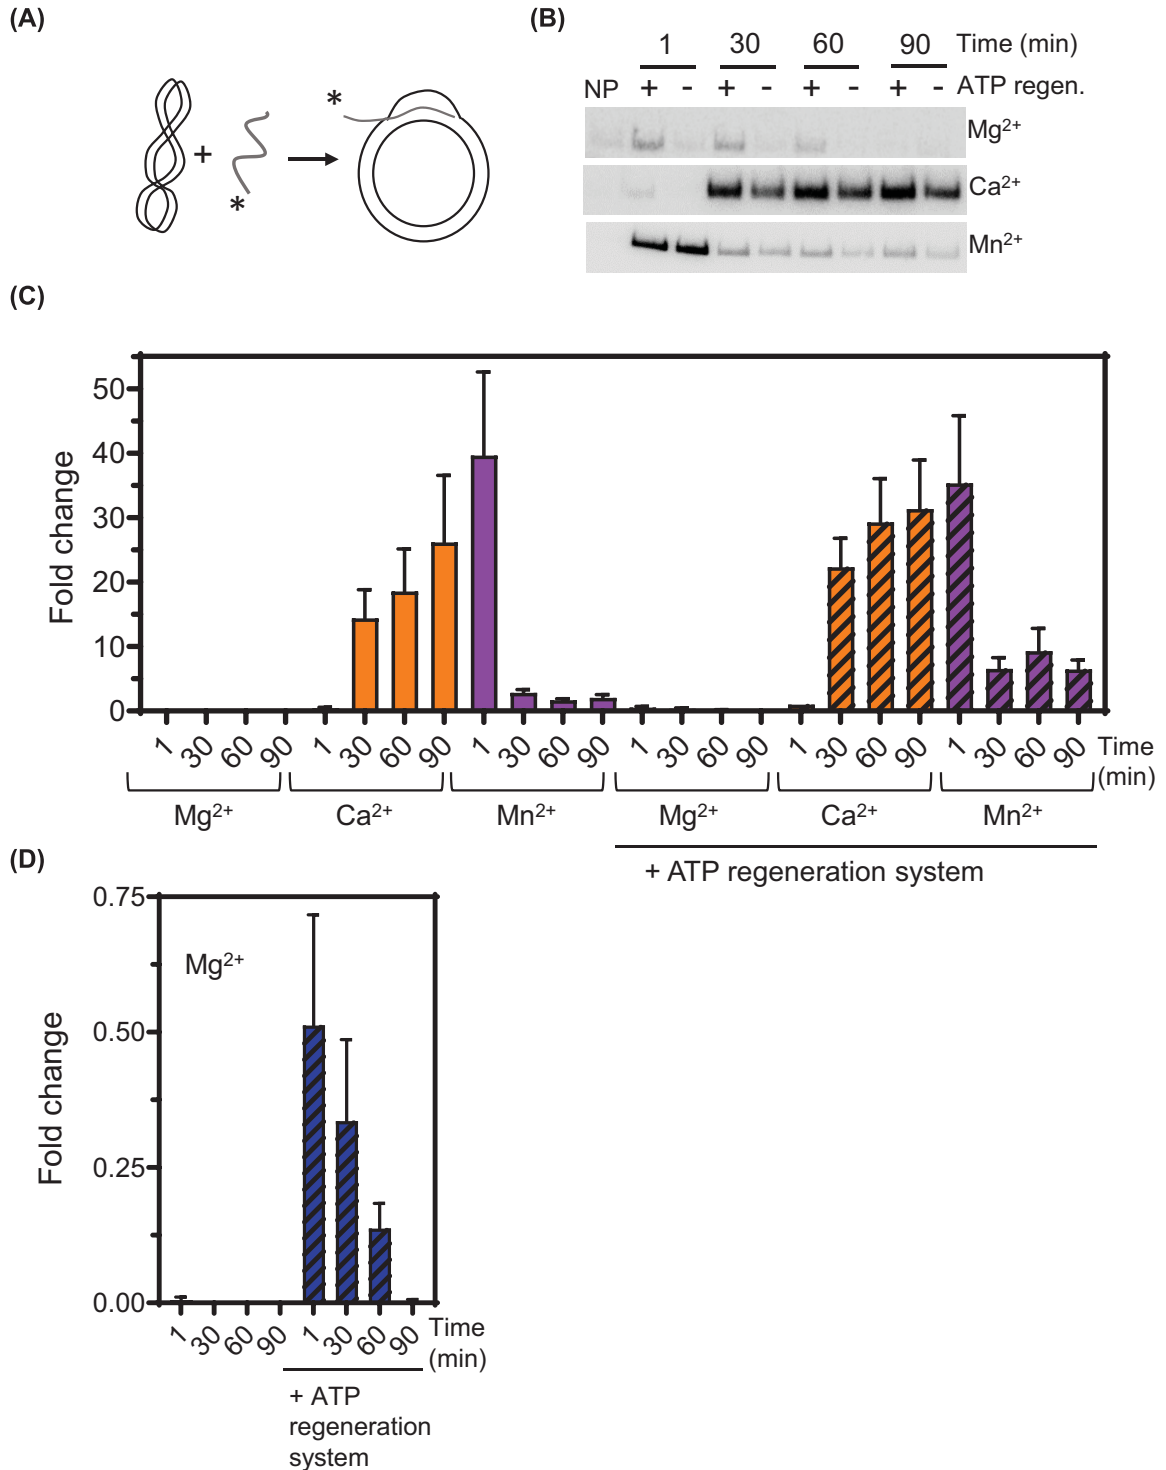 (A)
* + * 
(B)
1 30 60 90 Time (min)
NP + - + - + - + - ATP regen.
Mg²⁺
Ca²⁺
Mn²⁺
(C)
Fold change
50
40
30
20
10
0
1 30 60 90 1 30 60 90 1 30 60 90 1 30 60 90 1 30 60 90 1 30 60 90 Time
(min)
Mg²⁺ Ca²⁺ Mn²⁺ Mg²⁺ Ca²⁺ Mn²⁺
+ ATP regeneration system
(D)
Fold change
0.75
Mg²⁺
0.50
0.25
0.00
1 30 60 90 1 30 60 90 Time
(min)
+ ATP
regeneration
system